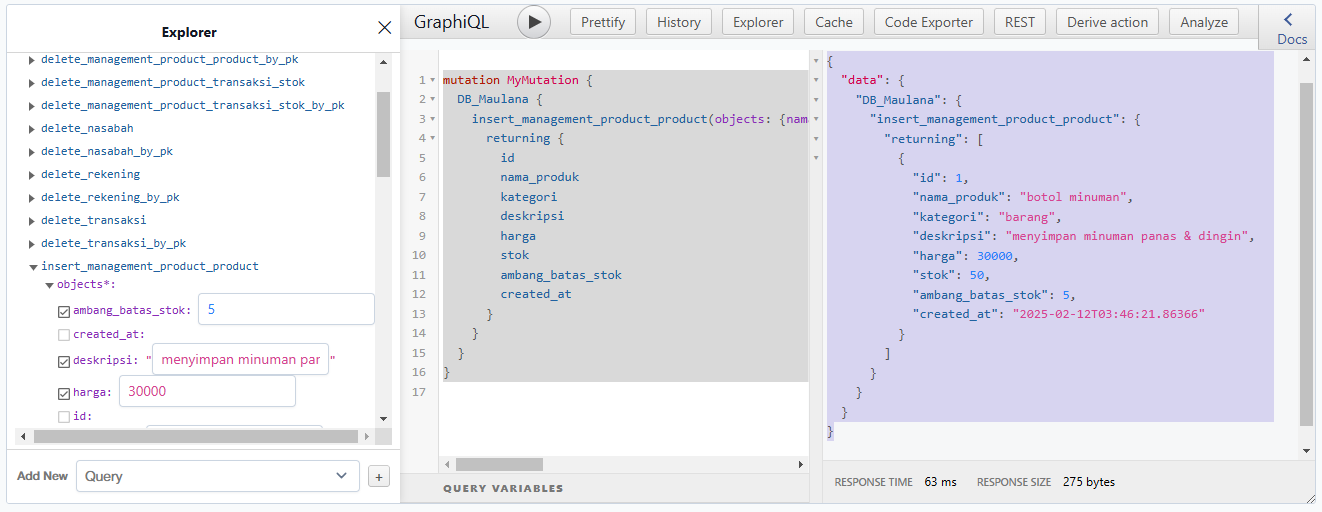 Explorer
delete_management_product_product_by_pk
delete_management_product_transaksi_stok
delete_management_product_transaksi_stok_by_pk
delete_nasabah
delete_nasabah_by_pk
delete_rekening
delete_rekening_by_pk
delete_transaksi
delete_transaksi_by_pk
insert_management_product_product
objects*:
ambang_batas_stok: 5
created_at:
deskripsi: "menyimpan minuman par"
harga: 30000
id:
Add New Query +
GraphiQL Prettify History Explorer Cache Code Exporter REST Derive action Analyze Docs
1 mutation MyMutation {
2 DB_Maulana {
3 insert_management_product_product(objects: {nam
4 returning {
5 id
6 nama_produk
7 kategori
8 deskripsi
9 harga
10 stok
11 ambang_batas_stok
12 created_at
13 }
14 }
15 }
16 }
17
QUERY VARIABLES
{
"data": {
"DB_Maulana": {
"insert_management_product_product": {
"returning": [
{
"id": 1,
"nama_produk": "botol minuman",
"kategori": "barang",
"deskripsi": "menyimpan minuman panas & dingin",
"harga": 30000,
"stok": 50,
"ambang_batas_stok": 5,
"created_at": "2025-02-12T03:46:21.86366"
}
]
}
}
}
}
RESPONSE TIME 63 ms RESPONSE SIZE 275 bytes